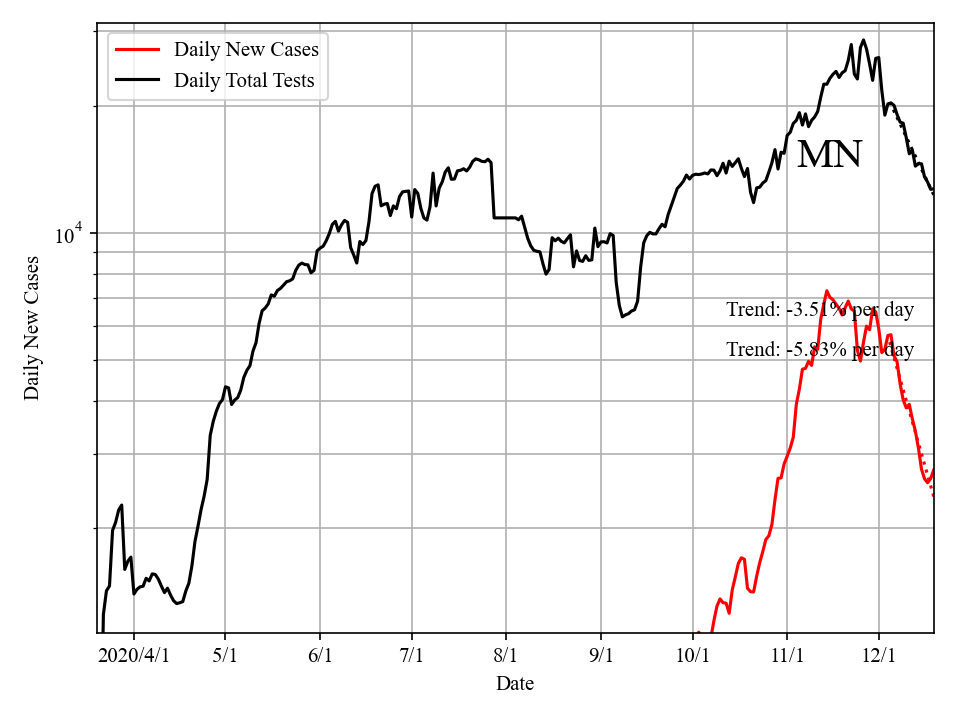 Daily New Cases
Daily Total Tests
MN
10^4
Trend: -3.51% per day
Trend: -5.83% per day
Daily New Cases
2020/4/1 5/1 6/1 7/1 8/1 9/1 10/1 11/1 12/1
Date